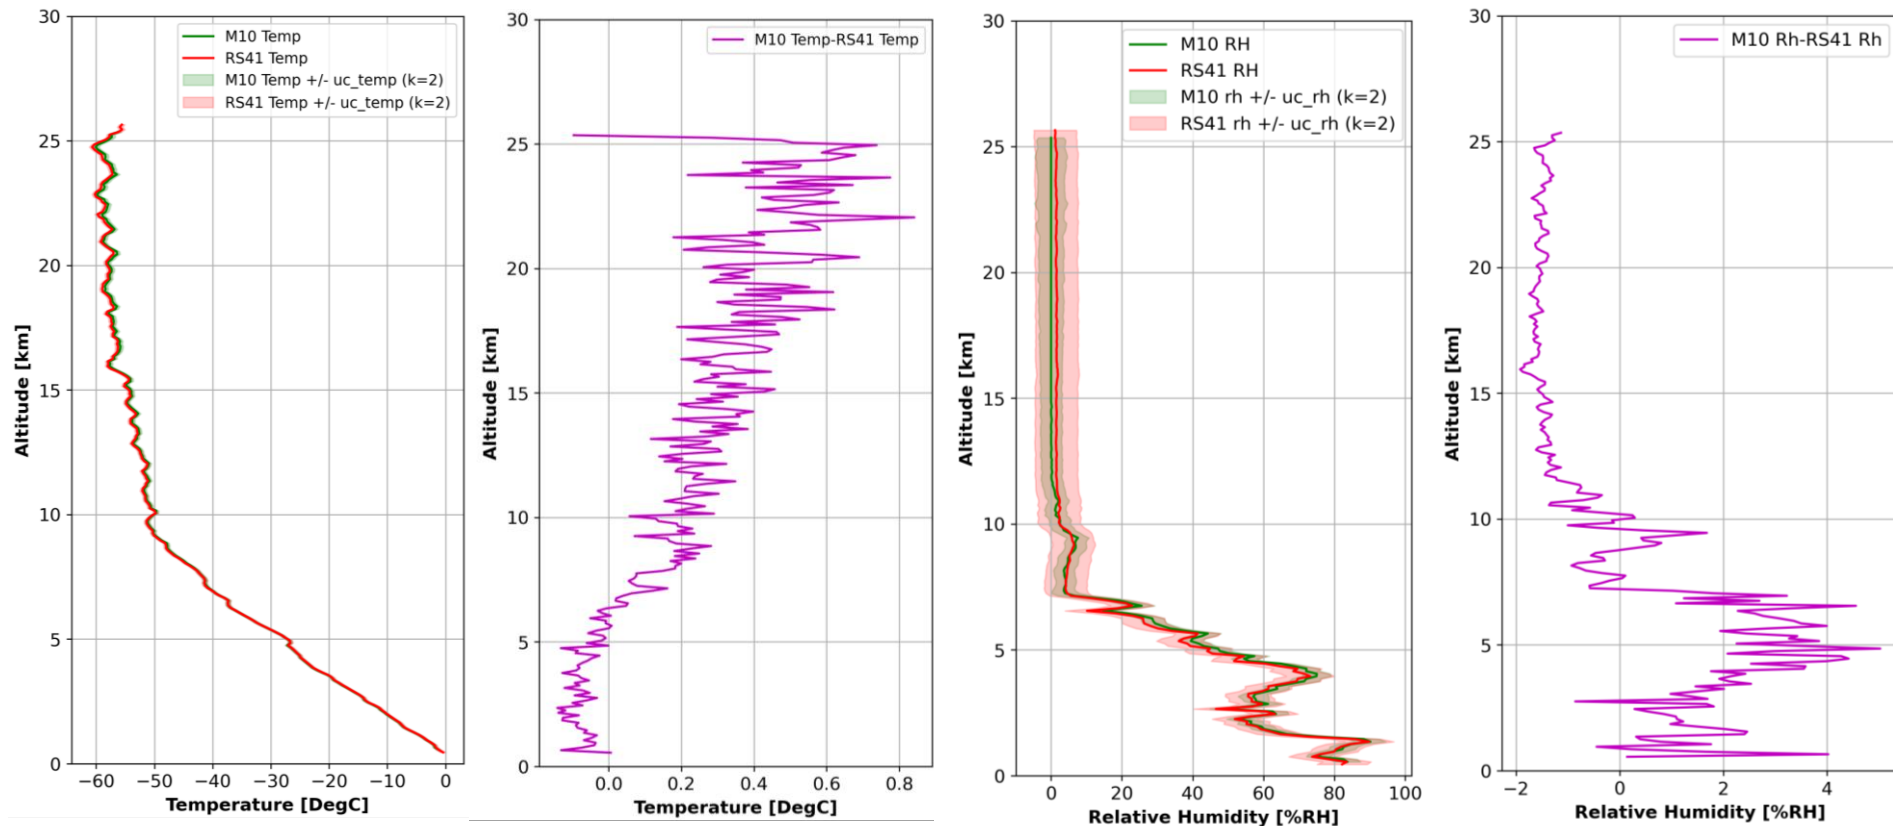 30
25
20
15
10
5
0
Altitude [km]
M10 Temp
RS41 Temp
M10 Temp +/- uc_temp (k=2)
RS41 Temp +/- uc_temp (k=2)
−60 −50 −40 −30 −20 −10 0
Temperature [DegC]
30
25
20
15
10
5
0
Altitude [km]
M10 Temp-RS41 Temp
0.0 0.2 0.4 0.6 0.8
Temperature [DegC]
30
25
20
15
10
5
0
Altitude [km]
M10 RH
RS41 RH
M10 rh +/- uc_rh (k=2)
RS41 rh +/- uc_rh (k=2)
0 20 40 60 80 100
Relative Humidity [%RH]
30
25
20
15
10
5
0
Altitude [km]
M10 Rh-RS41 Rh
−2 0 2 4
Relative Humidity [%RH]